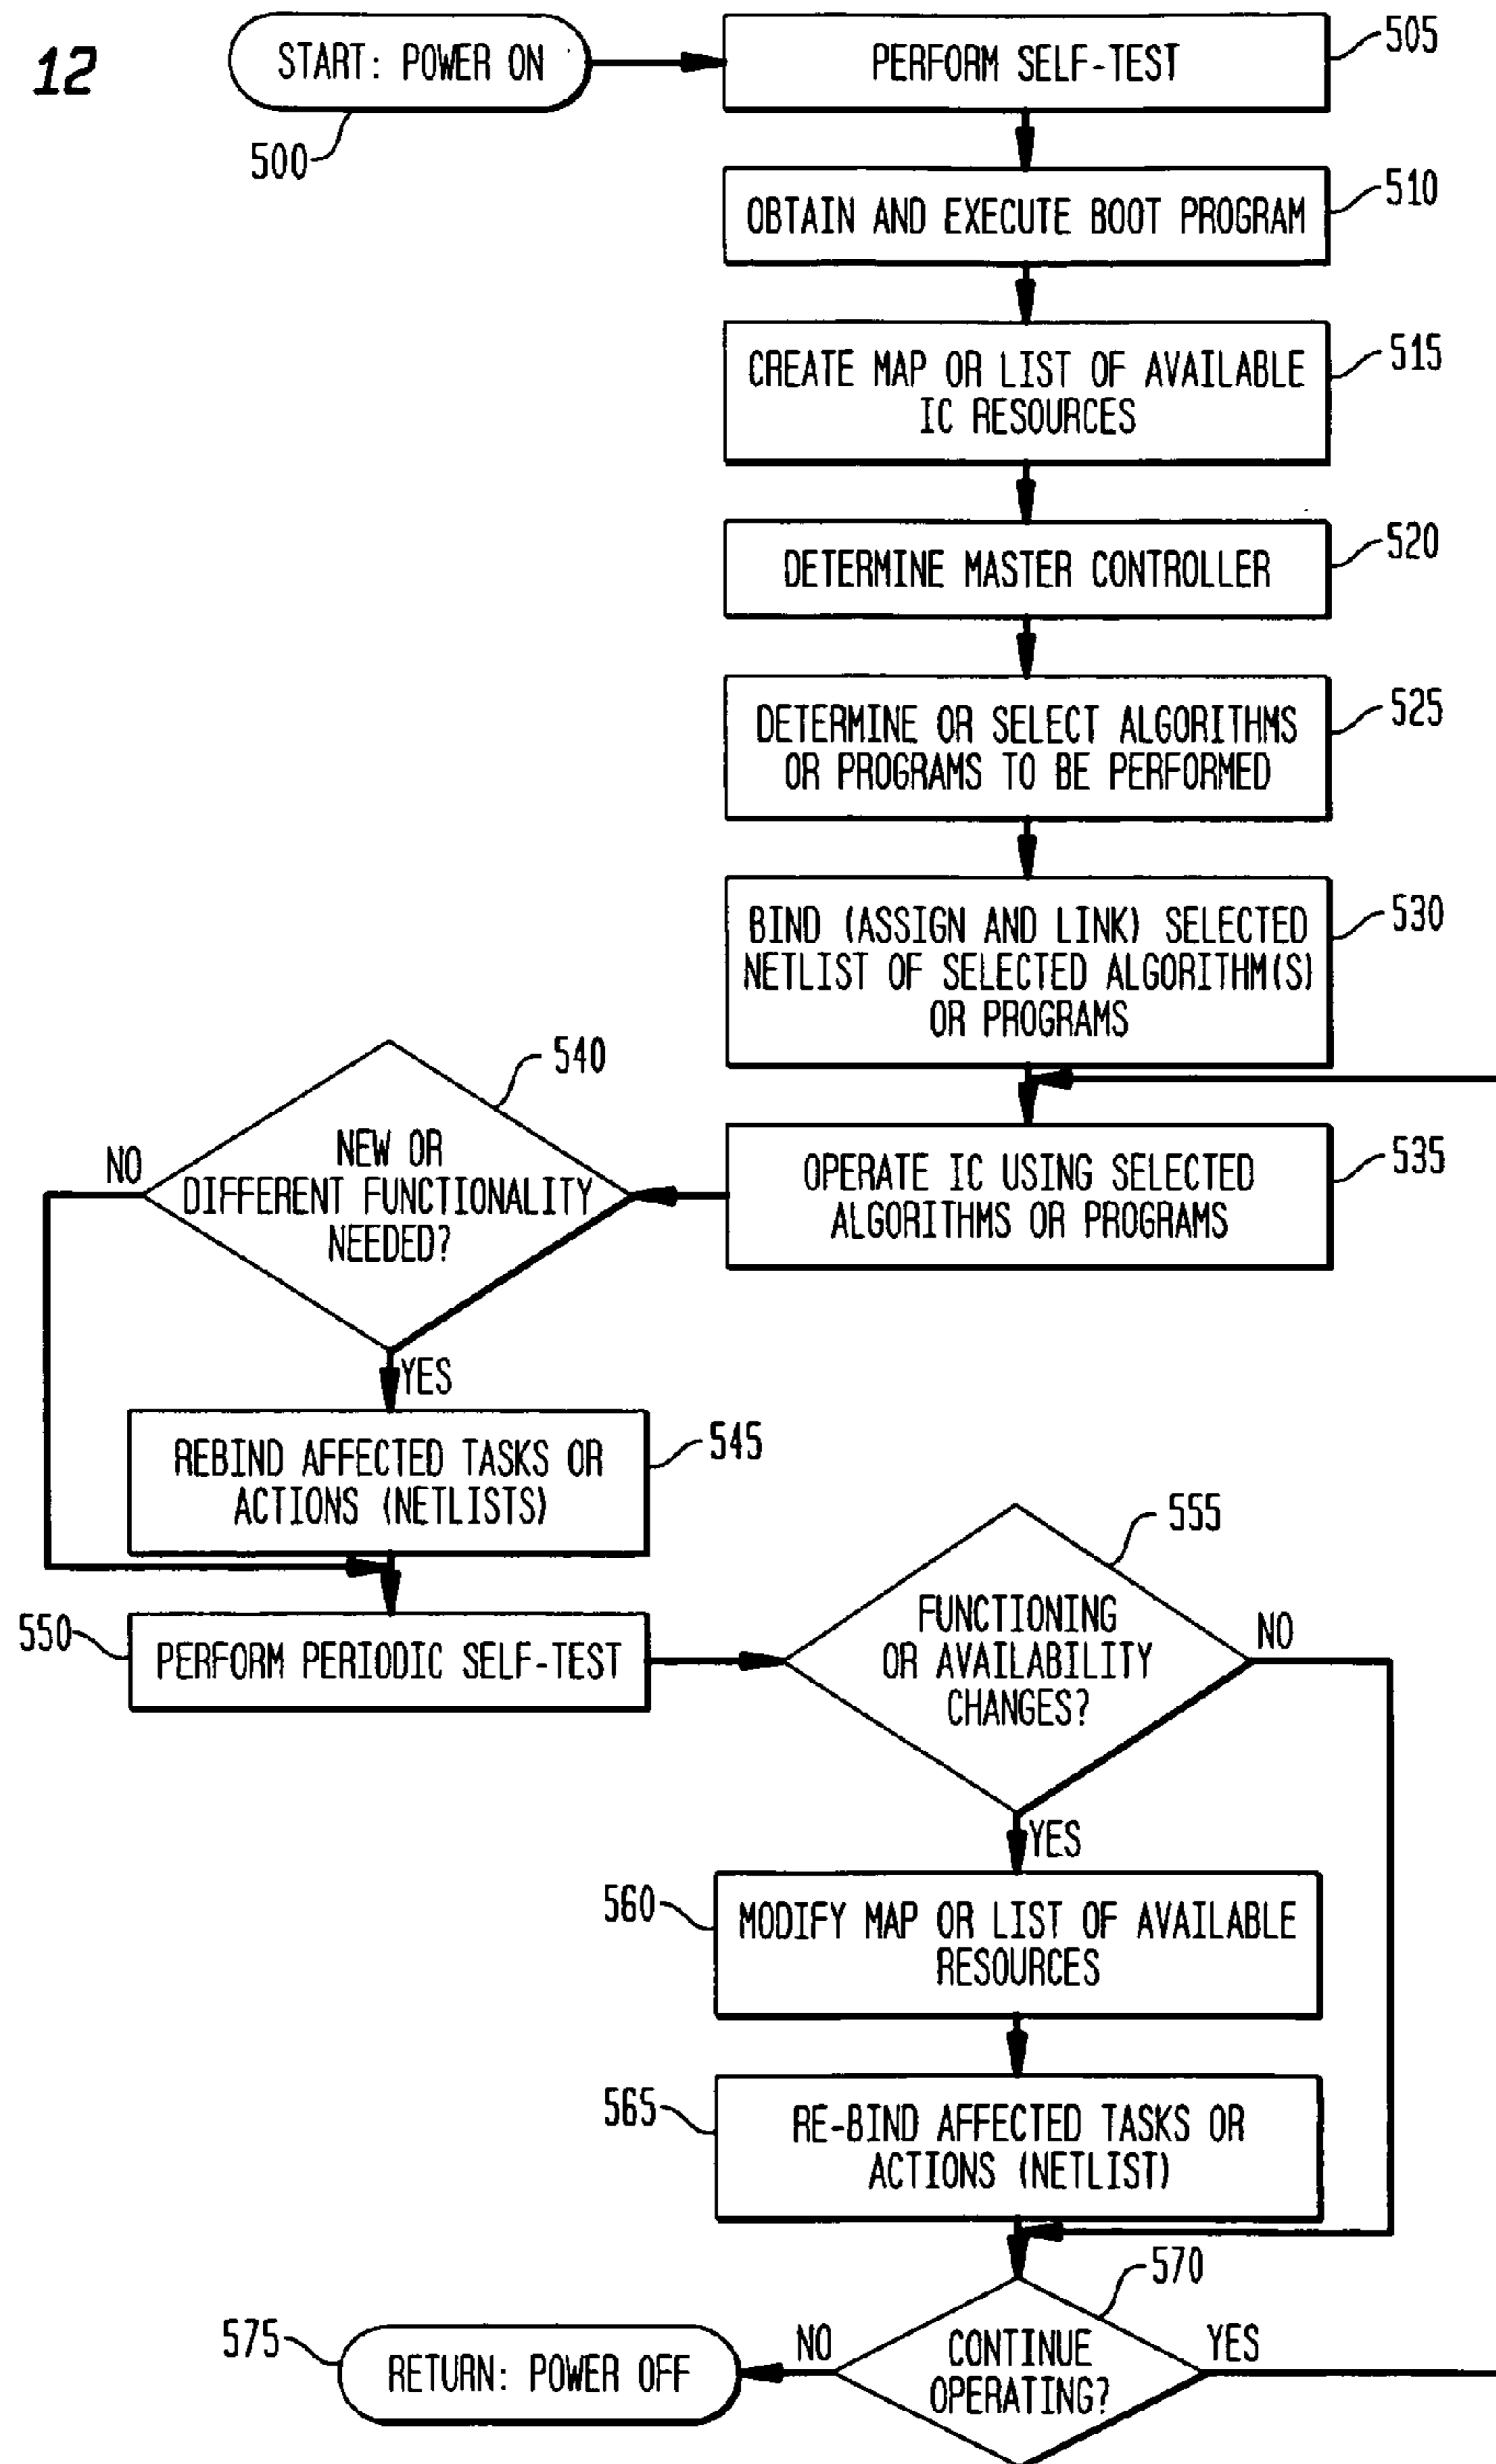 12
START: POWER ON
500
PERFORM SELF-TEST
505
OBTAIN AND EXECUTE BOOT PROGRAM
510
CREATE MAP OR LIST OF AVAILABLE
IC RESOURCES
515
DETERMINE MASTER CONTROLLER
520
DETERMINE OR SELECT ALGORITHMS
OR PROGRAMS TO BE PERFORMED
525
BIND (ASSIGN AND LINK) SELECTED
NETLIST OF SELECTED ALGORITHM(S)
OR PROGRAMS
530
OPERATE IC USING SELECTED
ALGORITHMS OR PROGRAMS
535
540
NEW OR
DIFFERENT FUNCTIONALITY
NEEDED?
NO
YES
REBIND AFFECTED TASKS OR
ACTIONS (NETLISTS)
545
550
PERFORM PERIODIC SELF-TEST
555
FUNCTIONING
OR AVAILABILITY
CHANGES?
NO
YES
560
MODIFY MAP OR LIST OF AVAILABLE
RESOURCES
565
RE-BIND AFFECTED TASKS OR
ACTIONS (NETLIST)
570
CONTINUE
OPERATING?
NO
YES
575
RETURN: POWER OFF